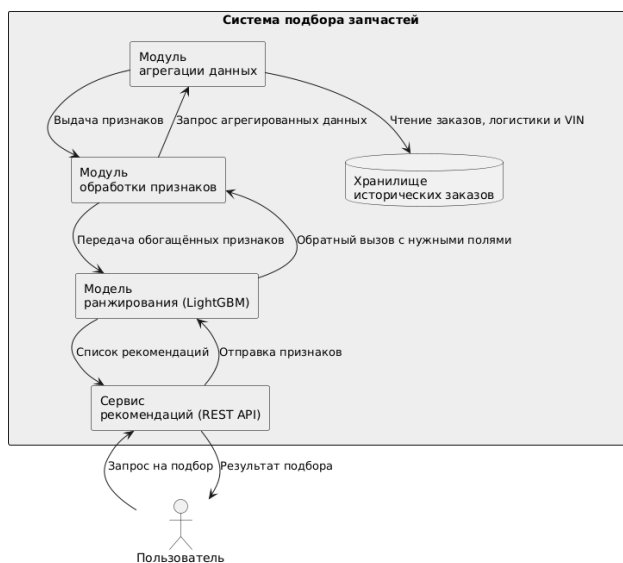 Система подбора запчастей
Модуль
агрегации данных
Выдача признаков
Запрос агрегированных данных
Чтение заказов, логистики и VIN
Модуль
обработки признаков
Хранилище
исторических заказов
Передача обогащённых признаков
Обратный вызов с нужными полями
Модель
ранжирования (LightGBM)
Список рекомендаций
Отправка признаков
Сервис
рекомендаций (REST API)
Запрос на подбор
Результат подбора
Пользователь